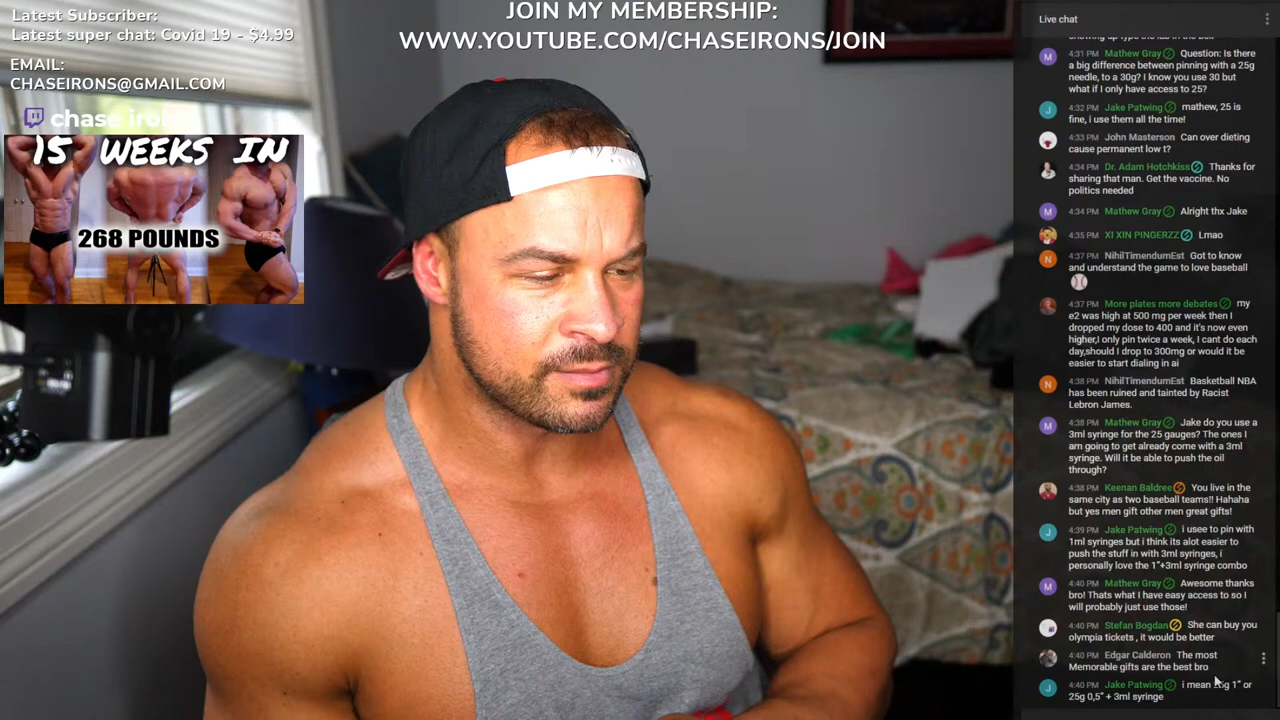 Latest Subscriber:
Latest super chat: Covid 19 - $4.99
EMAIL:
CHASEIRONS@GMAIL.COM
chase iron
15 WEEKS IN
268 POUNDS
JOIN MY MEMBERSHIP:
WWW.YOUTUBE.COM/CHASEIRONS/JOIN
Live chat
4:31 PM Mathew Gray Question: Is there
a big difference between pinning with a 25g
needle, to a 30g? I know you use 30 but
what if I only have access to 25?
4:32 PM Jake Patwing mathew, 25 is
fine, i use them all the time!
4:33 PM John Masterson Can over dieting
cause permanent low t?
4:34 PM Dr. Adam Hotchkiss Thanks for
sharing that man. Get the vaccine. No
politics needed
4:34 PM Mathew Gray Alright thx Jake
4:35 PM XI XIN PINGERZZ Lmao
4:37 PM NihilTimendumEst Got to know
and understand the game to love baseball
4:37 PM More plates more debates my
e2 was high at 500 mg per week then I
dropped my dose to 400 and it's now even
higher,I only pin twice a week, I cant do each
day,should I drop to 300mg or would it be
easier to start dialing in ai
4:38 PM NihilTimendumEst Basketball NBA
has been ruined and tainted by Racist
Lebron James.
4:38 PM Mathew Gray Jake do you use a
3ml syringe for the 25 gauges? The ones I
am going to get already come with a 3ml
syringe. Will it be able to push the oil
through?
4:38 PM Keenan Baldree You live in the
same city as two baseball teams!! Hahaha
but yes men gift other men great gifts!
4:39 PM Jake Patwing i usee to pin with
1ml syringes but i think its alot easier to
push the stuff in with 3ml syringes, i
personally love the 1"+3ml syringe combo
4:40 PM Mathew Gray Awesome thanks
bro! Thats what I have easy access to so I
will probably just use those!
4:40 PM Stefan Bogdan She can buy you
olympia tickets , it would be better
4:40 PM Edgar Calderon The most
Memorable gifts are the best bro
4:40 PM Jake Patwing i mean 1" or
25g 0,5" + 3ml syringe